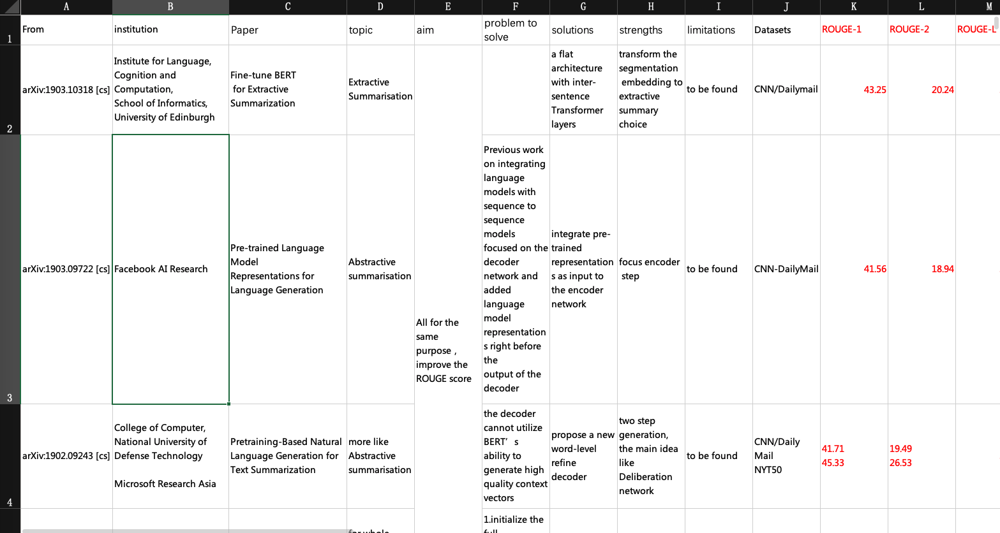 A B C D E F G H I J K L M
1
From
institution
Paper
topic
aim
problem to
solve
solutions
strengths
limitations
Datasets
ROUGE-1
ROUGE-2
ROUGE-L
2
arXiv:1903.10318 [cs]
Institute for Language,
Cognition and
Computation,
School of Informatics,
University of Edinburgh
Fine-tune BERT
for Extractive
Summarization
Extractive
Summarisation
a flat
architecture
with inter-
sentence
Transformer
layers
transform the
segmentation
embedding to
extractive
summary
choice
to be found
CNN/Dailymail
43.25
20.24
3
arXiv:1903.09722 [cs]
Facebook AI Research
Pre-trained Language
Model
Representations for
Language Generation
Abstractive
summarisation
All for the
same
purpose ,
improve the
ROUGE score
Previous work
on integrating
language
models with
sequence to
sequence
models
focused on the
decoder
network and
added
language
model
representation
s right before
the
output of the
decoder
integrate pre-
trained
representation
s as input to
the encoder
network
focus encoder
step
to be found
CNN-DailyMail
41.56
18.94
4
arXiv:1902.09243 [cs]
College of Computer,
National University of
Defense Technology
Microsoft Research Asia
Pretraining-Based Natural
Language Generation for
Text Summarization
more like
Abstractive
summarisation
the decoder
cannot utilize
BERT’s
ability to
generate high
quality context
vectors
propose a new
word-level
refine
decoder
two step
generation,
the main idea
like
Deliberation
network
to be found
CNN/Daily
Mail
NYT50
41.71
45.33
19.49
26.53
for whole
1.initialize the
full